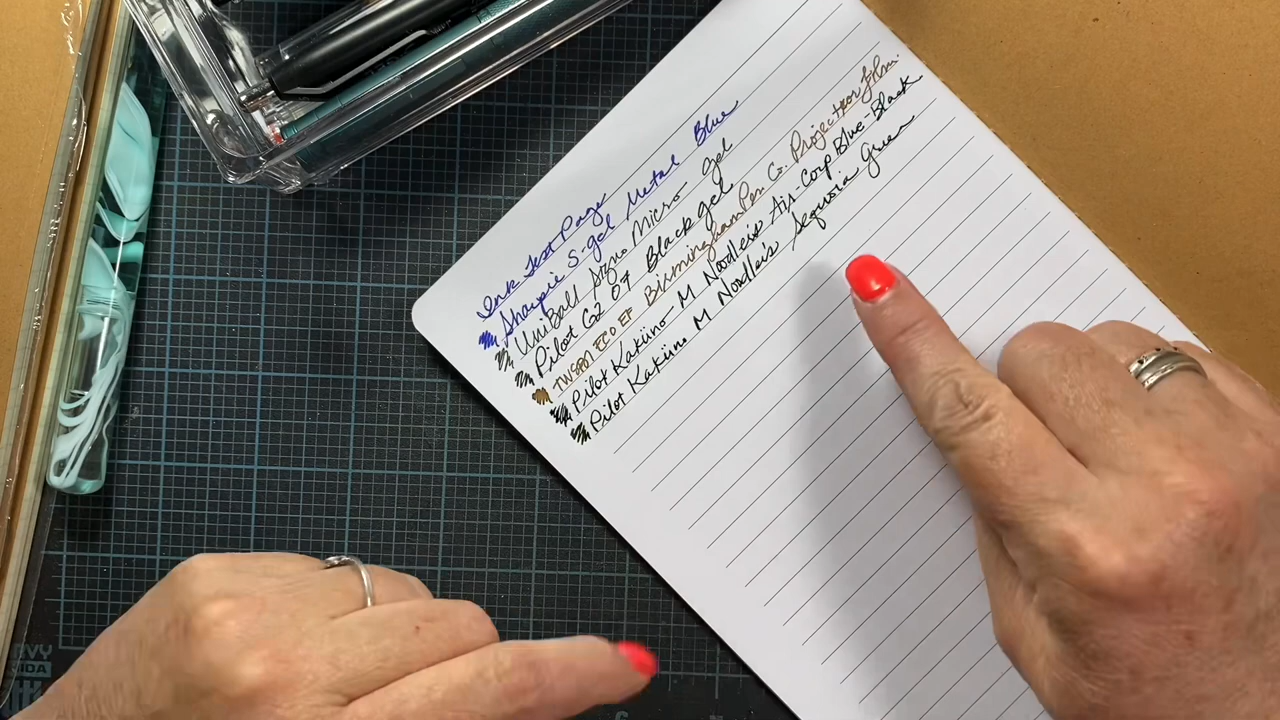 Ink Test Page
Sharpie S-gel Metal Blue
UniBall Signo Micro gel
Pilot G2 07 Black gel
TWSBI ECO EF Birmingham Pen Co. Projector Film.
Pilot Kakuno M Noodler's Air-Corp Blue-Black
Pilot Kakuno M Noodler's Sequoia Green